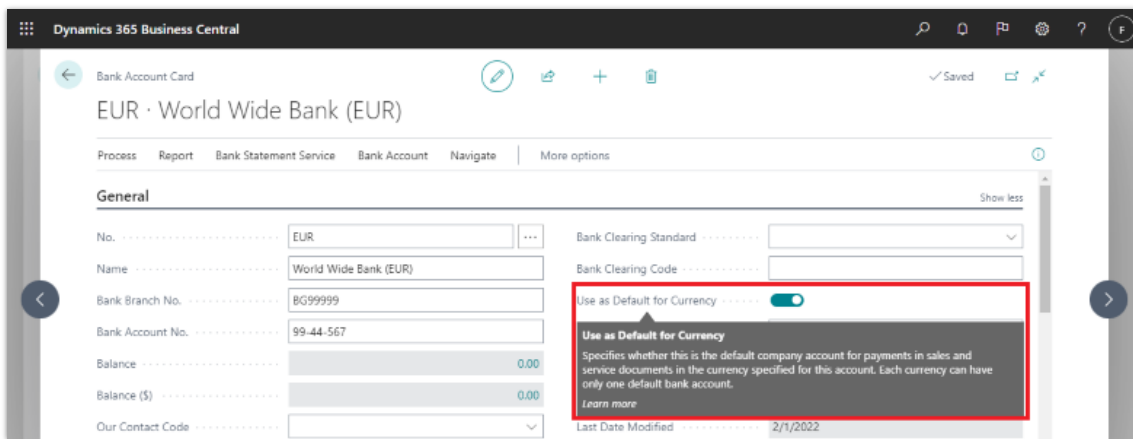 Dynamics 365 Business Central
?
F
Bank Account Card
Saved
EUR · World Wide Bank (EUR)
Process Report Bank Statement Service Bank Account Navigate More options
General
Show less
No. EUR ...
Name World Wide Bank (EUR)
Bank Branch No. BG99999
Bank Account No. 99-44-567
Balance 0.00
Balance ($) 0.00
Our Contact Code
Bank Clearing Standard
Bank Clearing Code
Use as Default for Currency
Use as Default for Currency
Specifies whether this is the default company account for payments in sales and
service documents in the currency specified for this account. Each currency can have
only one default bank account.
Learn more
Last Date Modified 2/1/2022